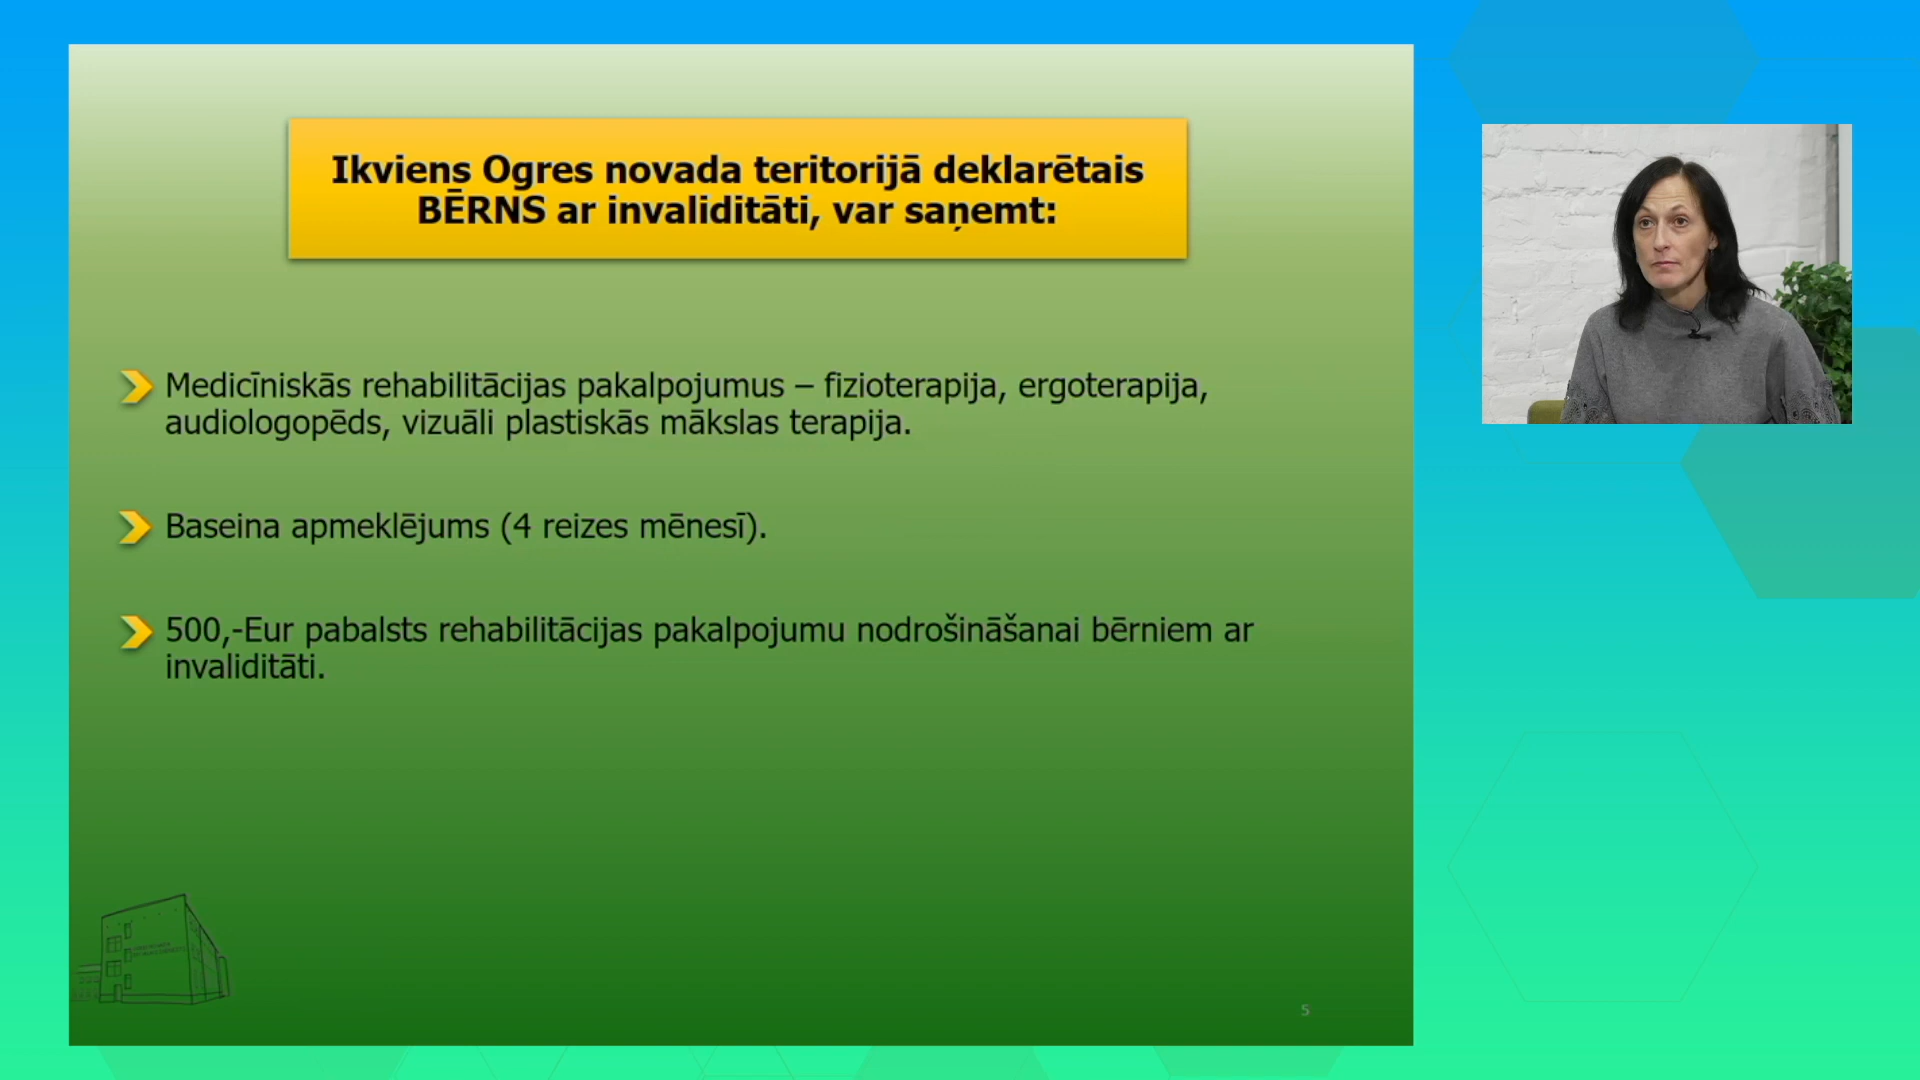 Ikviens Ogres novada teritorijā deklarētais
BĒRNS ar invaliditāti, var saņemt:
Medicīniskās rehabilitācijas pakalpojumus – fizioterapija, ergoterapija,
audiologopēds, vizuāli plastiskās mākslas terapija.
Baseina apmeklējums (4 reizes mēnesī).
500,-Eur pabalsts rehabilitācijas pakalpojumu nodrošināšanai bērniem ar
invaliditāti.
5